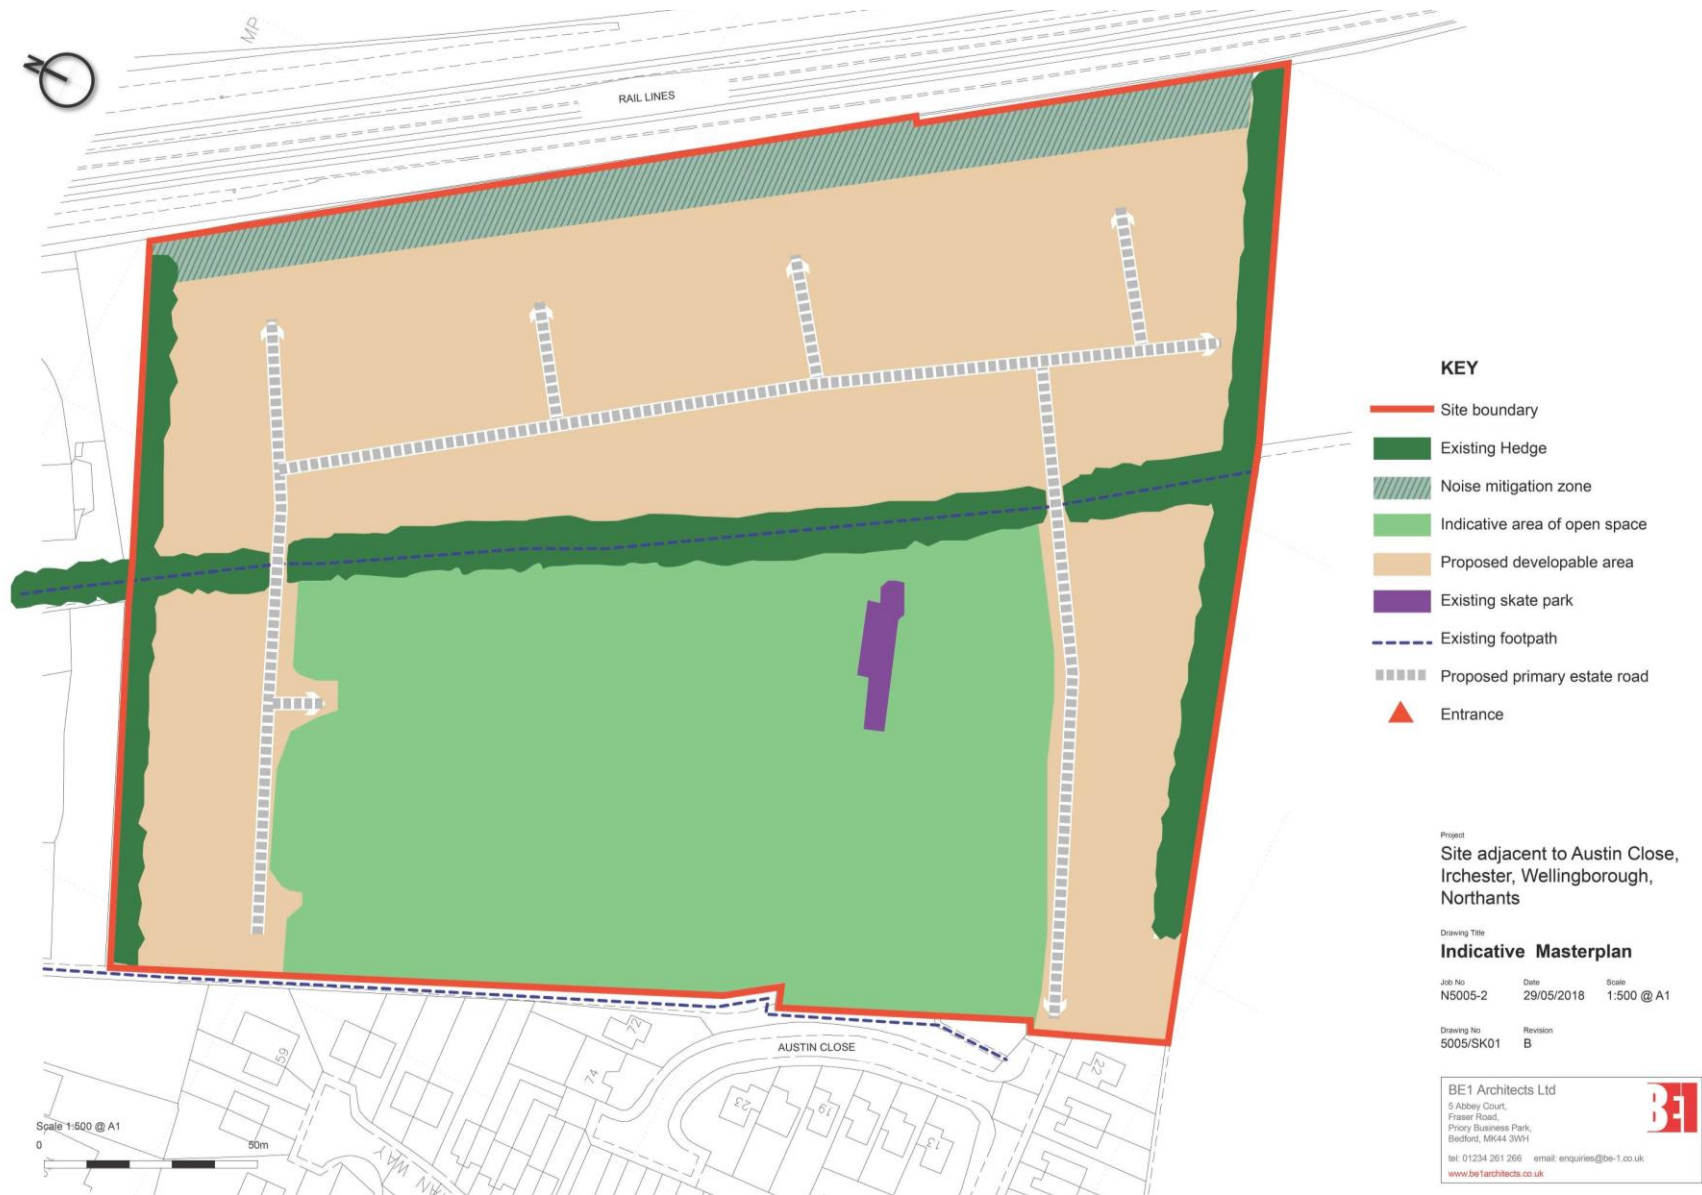 N
MP
RAIL LINES
KEY
Site boundary
Existing Hedge
Noise mitigation zone
Indicative area of open space
Proposed developable area
Existing skate park
Existing footpath
Proposed primary estate road
Entrance
Project
Site adjacent to Austin Close,
Irchester, Wellingborough,
Northants
Drawing Title
Indicative Masterplan
Job No Date Scale
N5005-2 29/05/2018 1:500 @ A1
Drawing No Revision
5005/SK01 B
BE1 Architects Ltd
5 Abbey Court,
Fraser Road,
Priory Business Park,
Bedford, MK44 3WH
tel: 01234 261 266 email: enquiries@be-1.co.uk
www.be1architects.co.uk
BE1
AUSTIN CLOSE
59
72
74
23
19
13
22
WAY
Scale 1:500 @ A1
0 50m